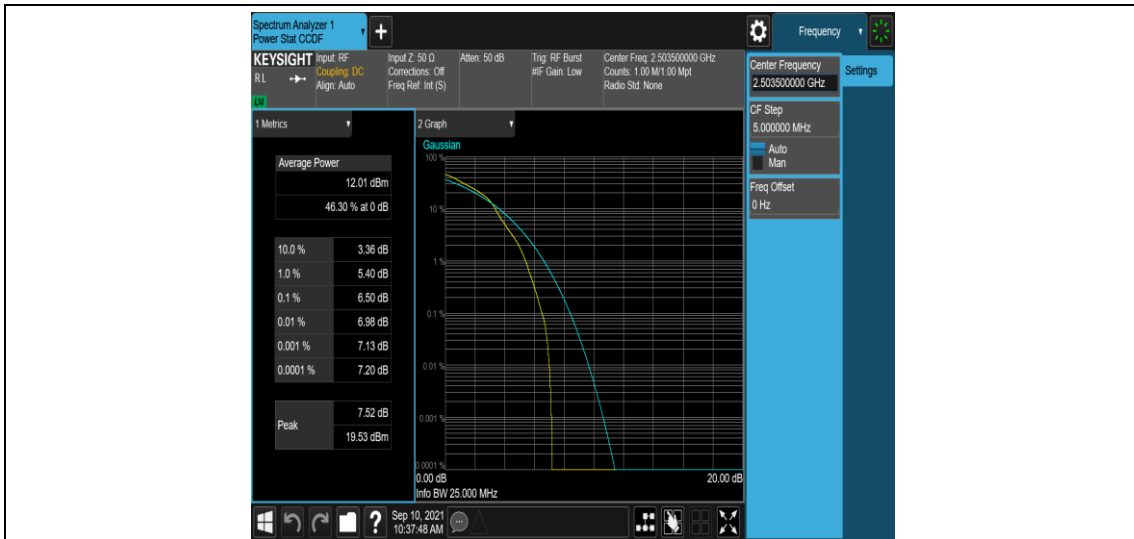 Spectrum Analyzer 1
Power Stat CCDF
+
Frequency
KEYSIGHT
RL
LXI
Input: RF
Coupling: DC
Align: Auto
Input Z: 50 Ω
Corrections: Off
Freq Ref: Int (S)
Atten: 50 dB
Trig: RF Burst
#IF Gain: Low
Center Freq: 2.503500000 GHz
Counts: 1.00 M/1.00 Mpt
Radio Std: None
Center Frequency
2.503500000 GHz
Settings
CF Step
5.000000 MHz
Auto
Man
Freq Offset
0 Hz
1 Metrics
Average Power
12.01 dBm
46.30 % at 0 dB
10.0 % 3.36 dB
1.0 % 5.40 dB
0.1 % 6.50 dB
0.01 % 6.98 dB
0.001 % 7.13 dB
0.0001 % 7.20 dB
Peak
7.52 dB
19.53 dBm
2 Graph
Gaussian
100 %
10 %
1 %
0.1 %
0.01 %
0.001 %
0.0001 %
0.00 dB 20.00 dB
Info BW 25.000 MHz
?
Sep 10, 2021
10:37:48 AM